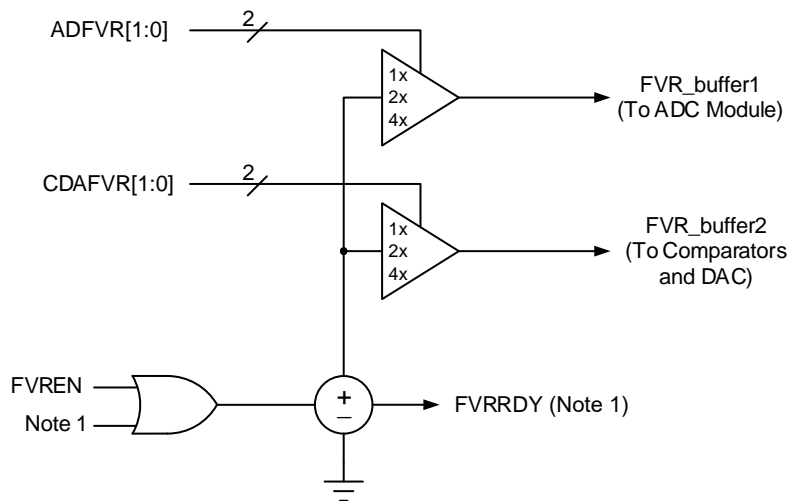 ADFVR[1:0]
2
1x
2x
4x
FVR_buffer1
(To ADC Module)
CDAFVR[1:0]
2
1x
2x
4x
FVR_buffer2
(To Comparators
and DAC)
FVREN
Note 1
+
_
FVRRDY (Note 1)